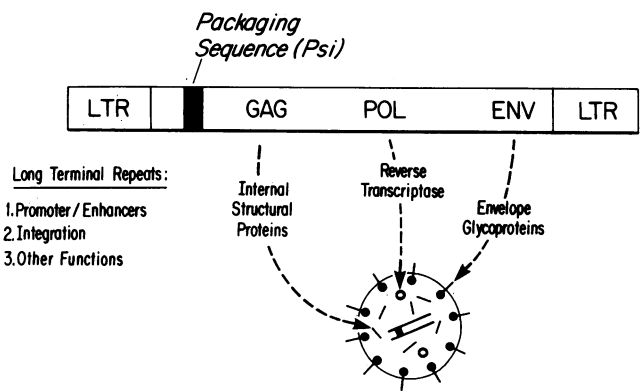 Packaging
Sequence (Psi)
LTR GAG POL ENV LTR
Long Terminal Repeats:
1. Promoter / Enhancers
2. Integration
3. Other Functions
Internal
Structural
Proteins
Reverse
Transcriptase
Envelope
Glycoproteins